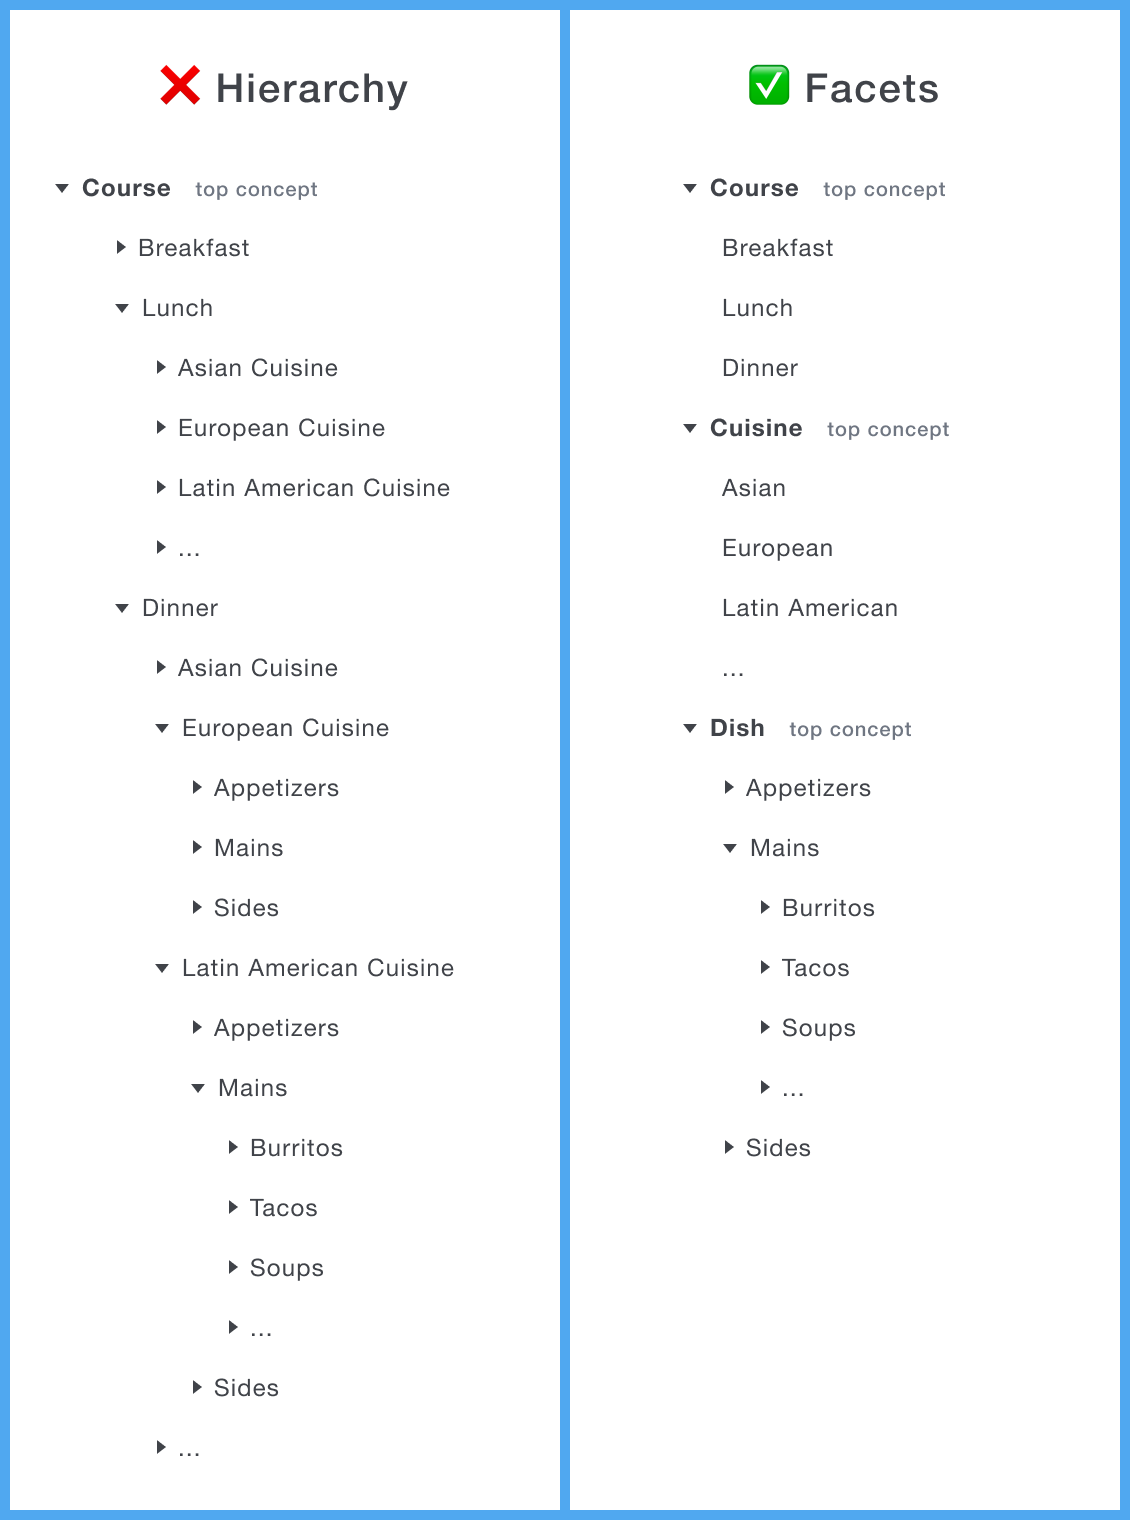 ❌ Hierarchy
Course top concept
Breakfast
Lunch
Asian Cuisine
European Cuisine
Latin American Cuisine
...
Dinner
Asian Cuisine
European Cuisine
Appetizers
Mains
Sides
Latin American Cuisine
Appetizers
Mains
Burritos
Tacos
Soups
...
Sides
...
✅ Facets
Course top concept
Breakfast
Lunch
Dinner
Cuisine top concept
Asian
European
Latin American
...
Dish top concept
Appetizers
Mains
Burritos
Tacos
Soups
...
Sides